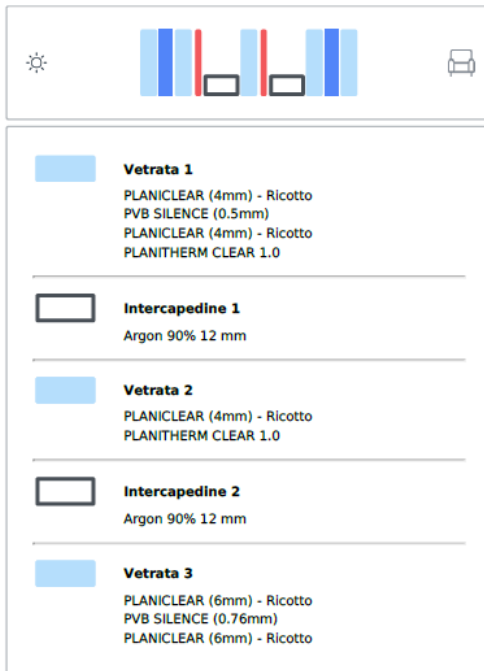 Vetrata 1
PLANICLEAR (4mm) - Ricotto
PVB SILENCE (0.5mm)
PLANICLEAR (4mm) - Ricotto
PLANITHERM CLEAR 1.0
Intercapedine 1
Argon 90% 12 mm
Vetrata 2
PLANICLEAR (4mm) - Ricotto
PLANITHERM CLEAR 1.0
Intercapedine 2
Argon 90% 12 mm
Vetrata 3
PLANICLEAR (6mm) - Ricotto
PVB SILENCE (0.76mm)
PLANICLEAR (6mm) - Ricotto